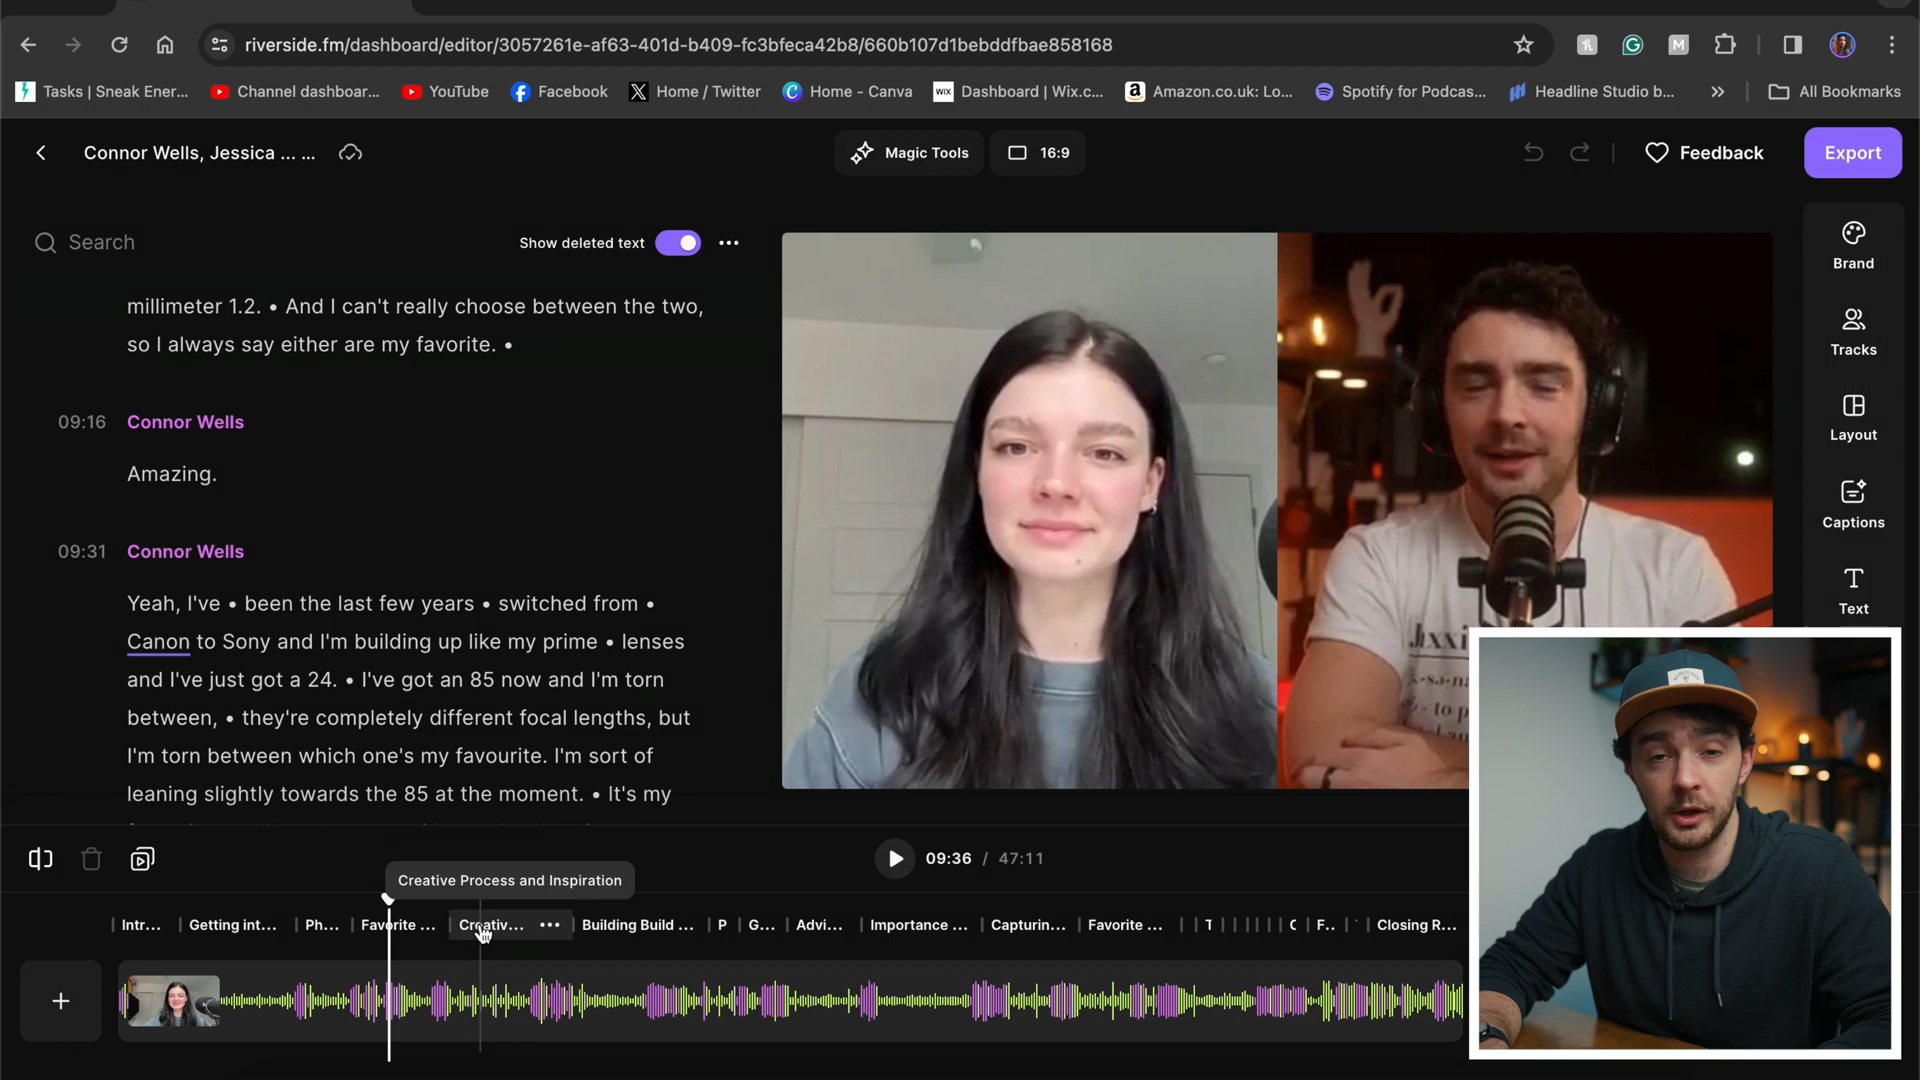 riverside.fm/dashboard/editor/3057261e-af63-401d-b409-fc3bfeca42b8/660b107d1bebddfbae858168
Tasks | Sneak Ener... Channel dashboar... YouTube Facebook Home / Twitter Home - Canva WIX Dashboard | Wix.c... Amazon.co.uk: Lo... Spotify for Podcas... Headline Studio b... All Bookmarks
Connor Wells, Jessica ... ...
Magic Tools
16:9
Feedback
Export
Search
Show deleted text
millimeter 1.2. • And I can't really choose between the two,
so I always say either are my favorite. •
09:16 Connor Wells
Amazing.
09:31 Connor Wells
Yeah, I've • been the last few years • switched from •
Canon to Sony and I'm building up like my prime • lenses
and I've just got a 24. • I've got an 85 now and I'm torn
between, • they're completely different focal lengths, but
I'm torn between which one's my favourite. I'm sort of
leaning slightly towards the 85 at the moment. • It's my
Brand
Tracks
Layout
Captions
Text
09:36 / 47:11
Creative Process and Inspiration
Intr... Getting int... Ph... Favorite ... Creativ... Building Build ... P G... Advi... Importance ... Capturin... Favorite ... T C F.. Closing R...